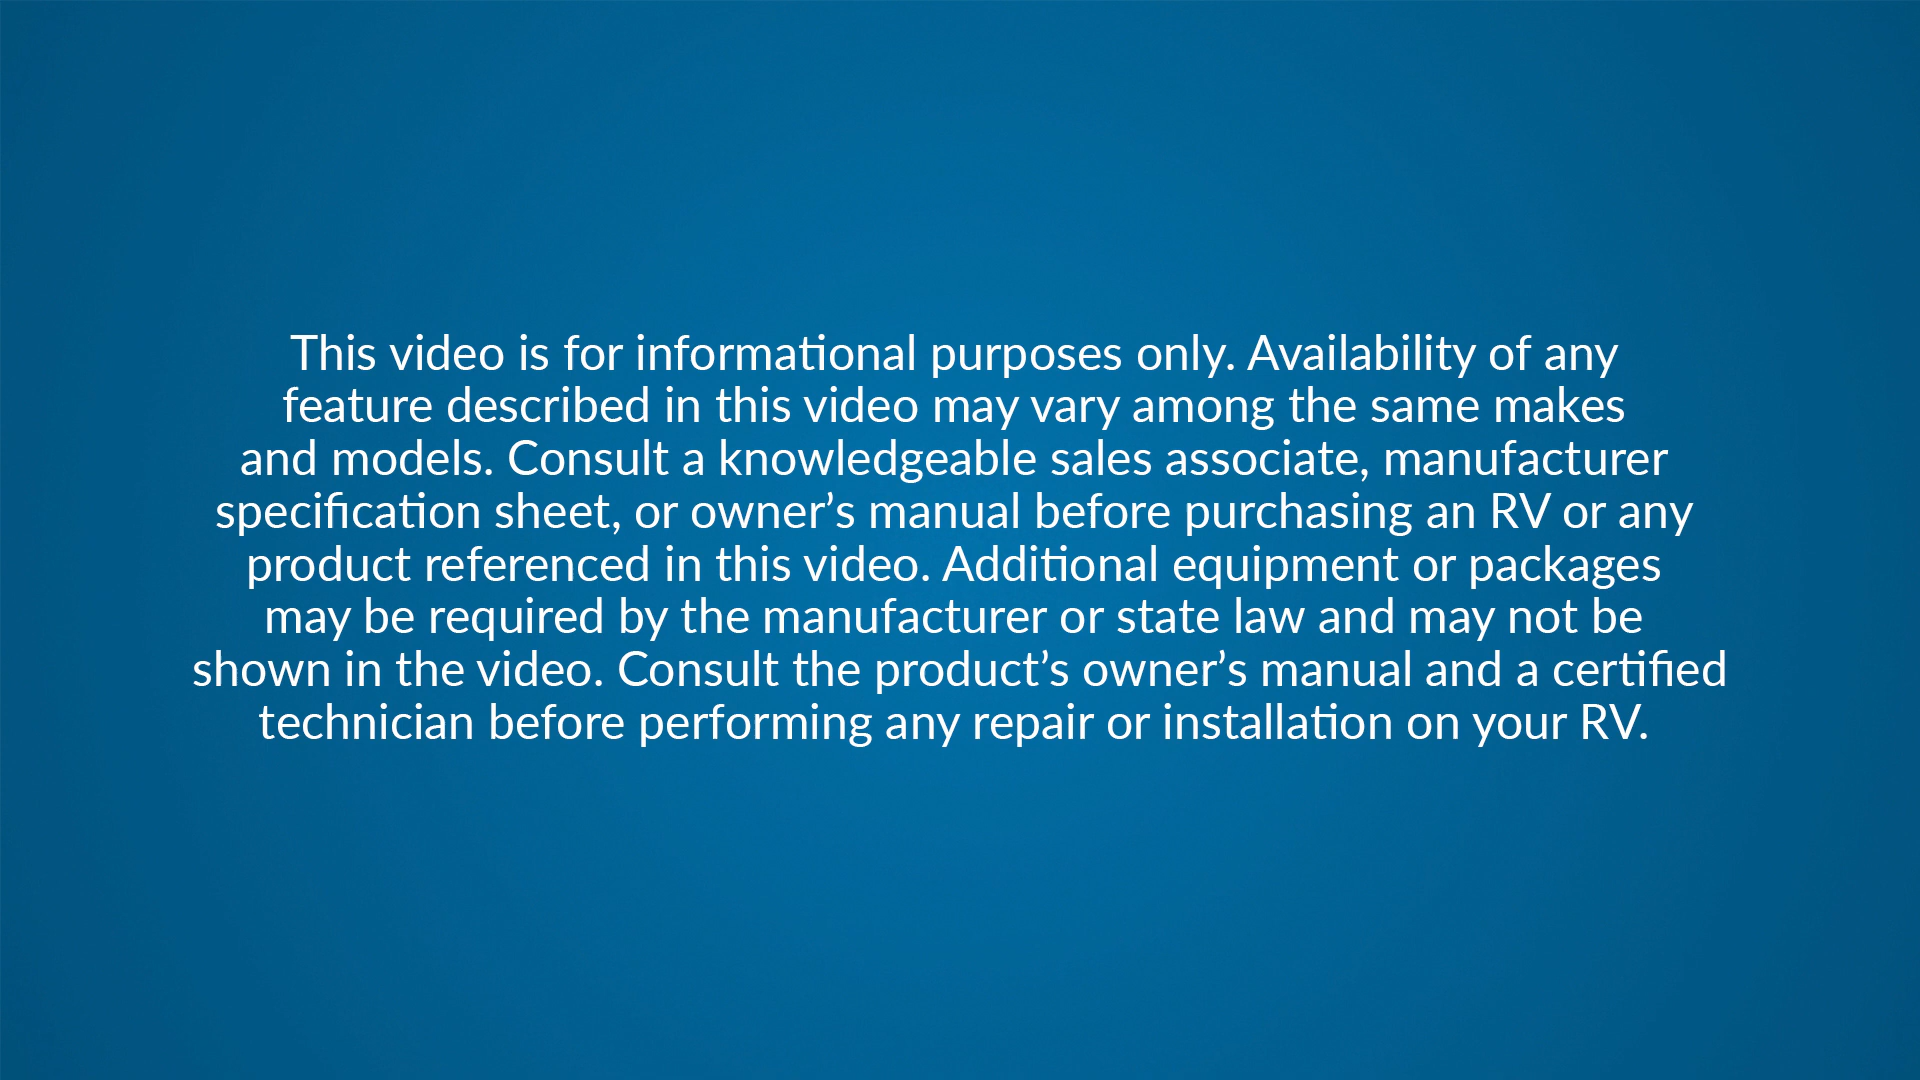 This video is for informational purposes only. Availability of any
feature described in this video may vary among the same makes
and models. Consult a knowledgeable sales associate, manufacturer
specification sheet, or owner’s manual before purchasing an RV or any
product referenced in this video. Additional equipment or packages
may be required by the manufacturer or state law and may not be
shown in the video. Consult the product’s owner’s manual and a certified
technician before performing any repair or installation on your RV.